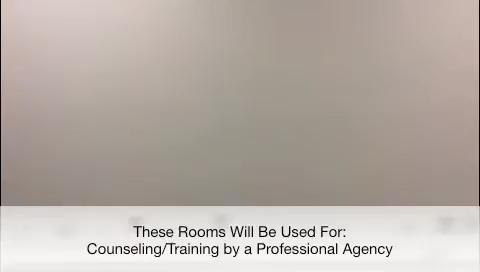 These Rooms Will Be Used For:
Counseling/Training by a Professional Agency